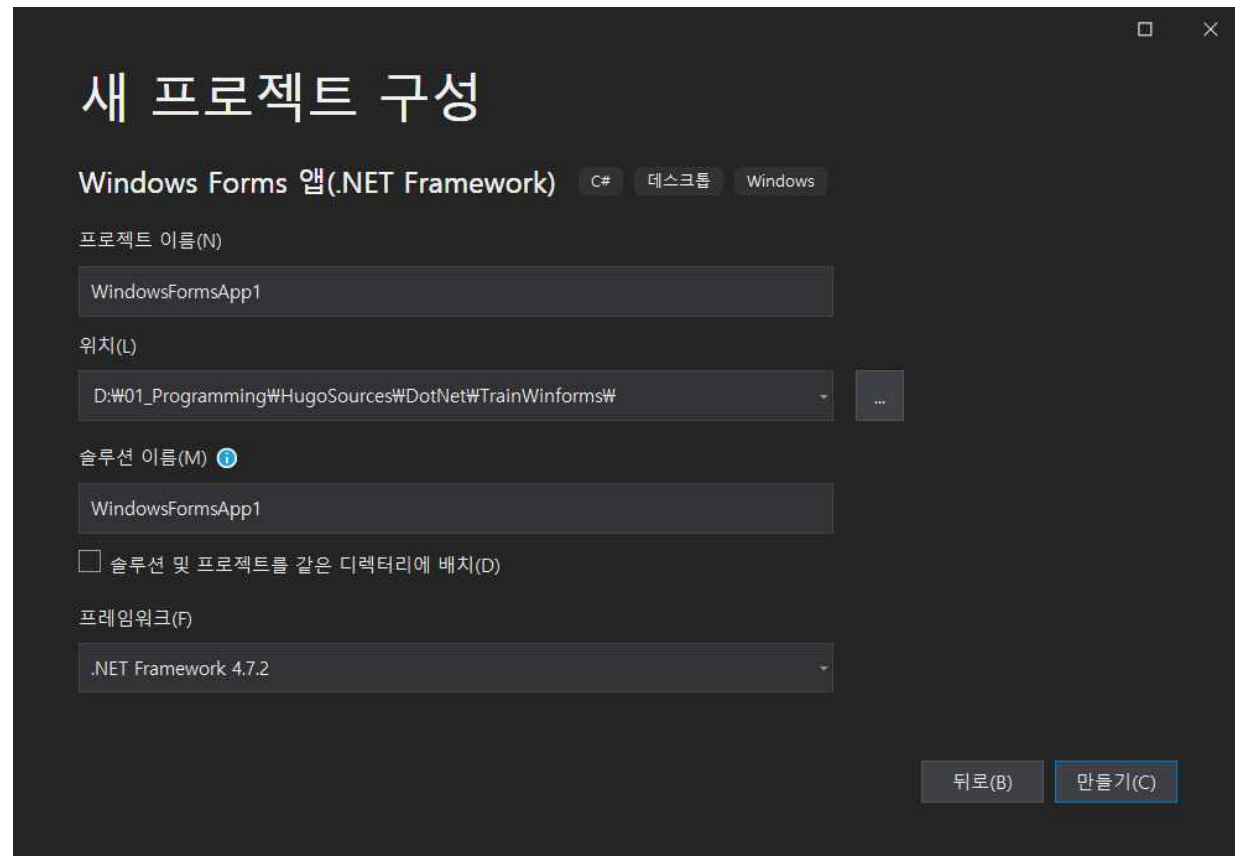 새 프로젝트 구성
Windows Forms 앱(.NET Framework) C# 데스크톱 Windows
프로젝트 이름(N)
WindowsFormsApp1
위치(L)
D:₩01_Programming₩HugoSources₩DotNet₩TrainWinforms₩
...
솔루션 이름(M)
WindowsFormsApp1
솔루션 및 프로젝트를 같은 디렉터리에 배치(D)
프레임워크(F)
.NET Framework 4.7.2
뒤로(B) 만들기(C)